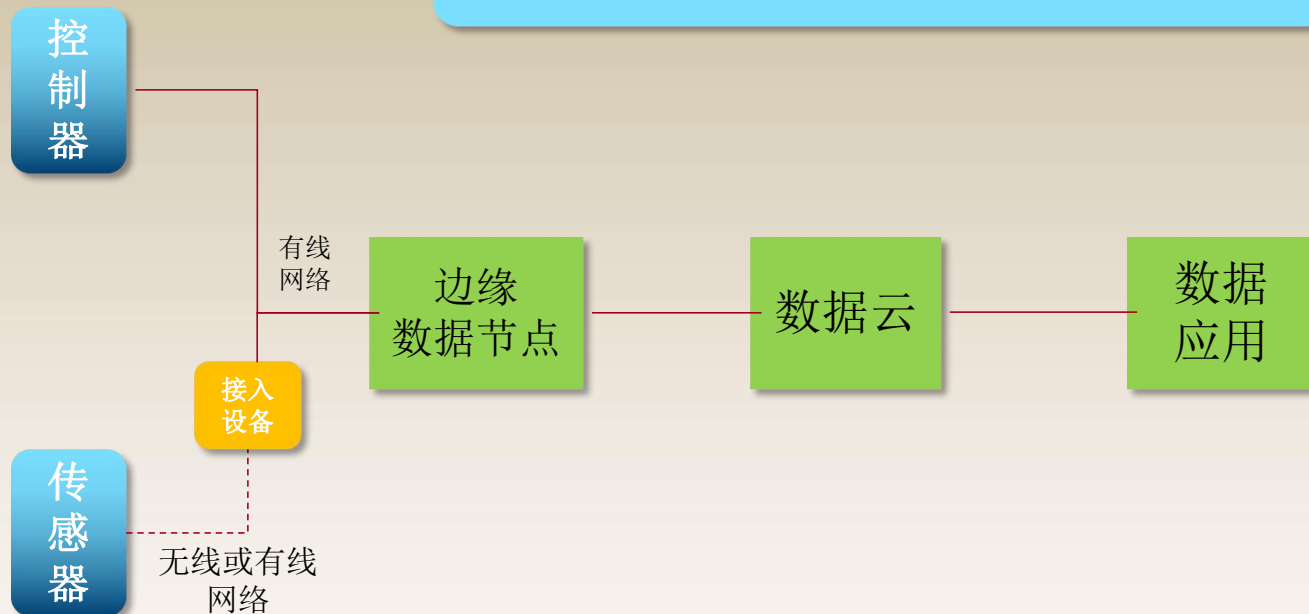 控
制
器
有线
网络
边缘
数据节点
数据云
数据
应用
接入
设备
传
感
器
无线或有线
网络